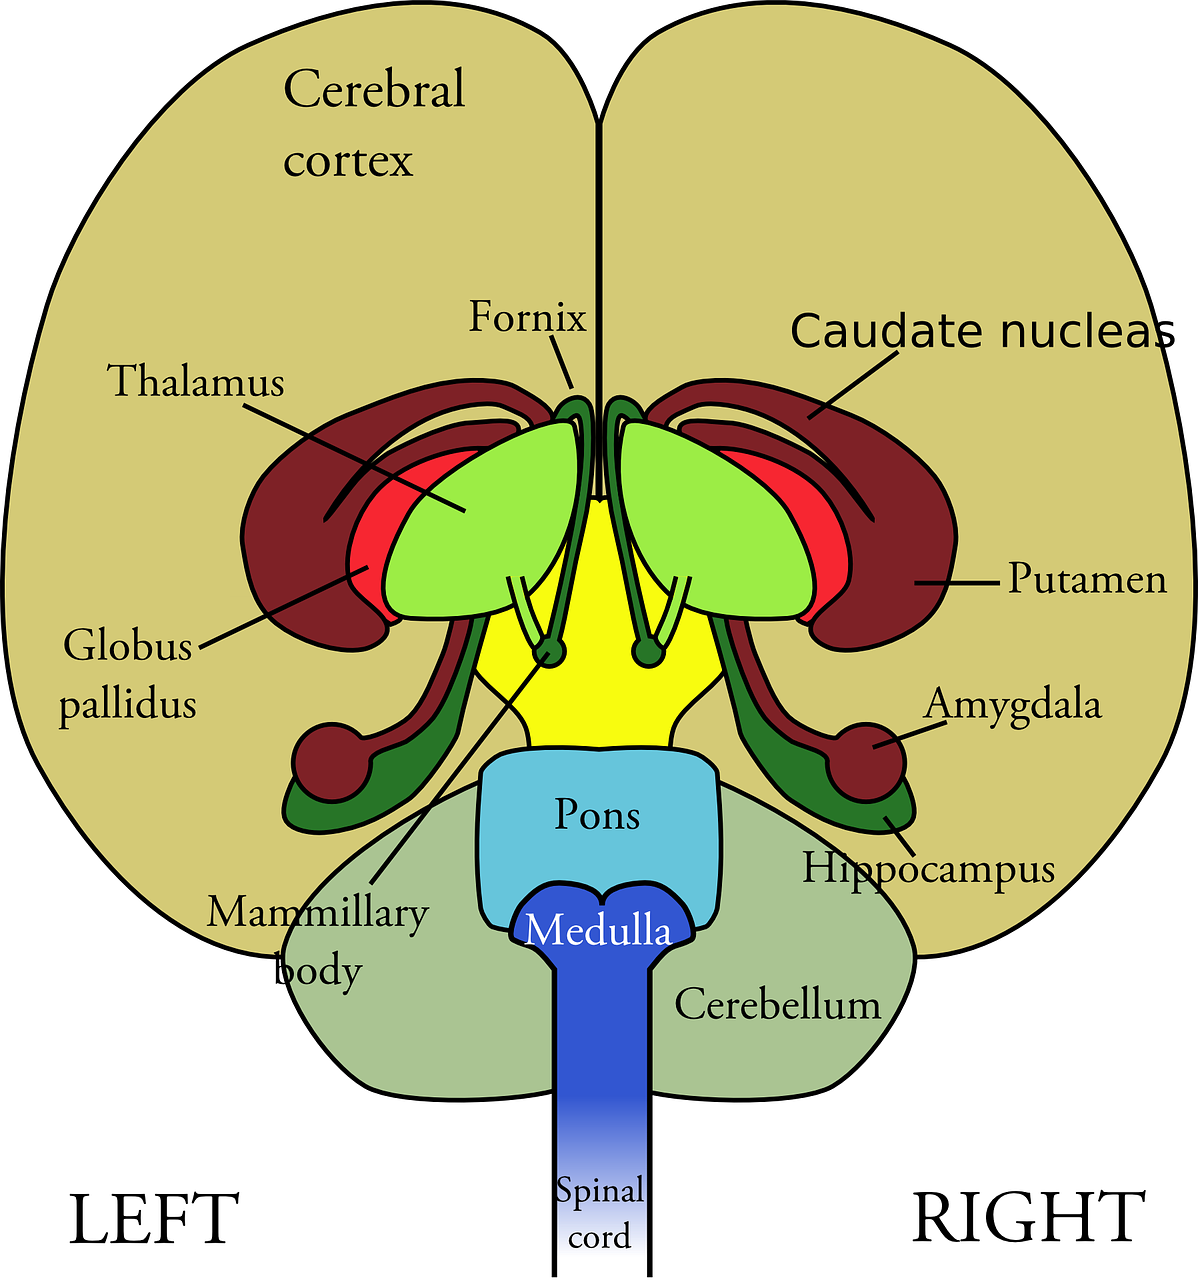 Cerebral
cortex
Fornix
Caudate nucleas
Thalamus
Putamen
Globus
pallidus
Amygdala
Pons
Hippocampus
Mammillary
body
Medulla
Cerebellum
Spinal
cord
LEFT
RIGHT